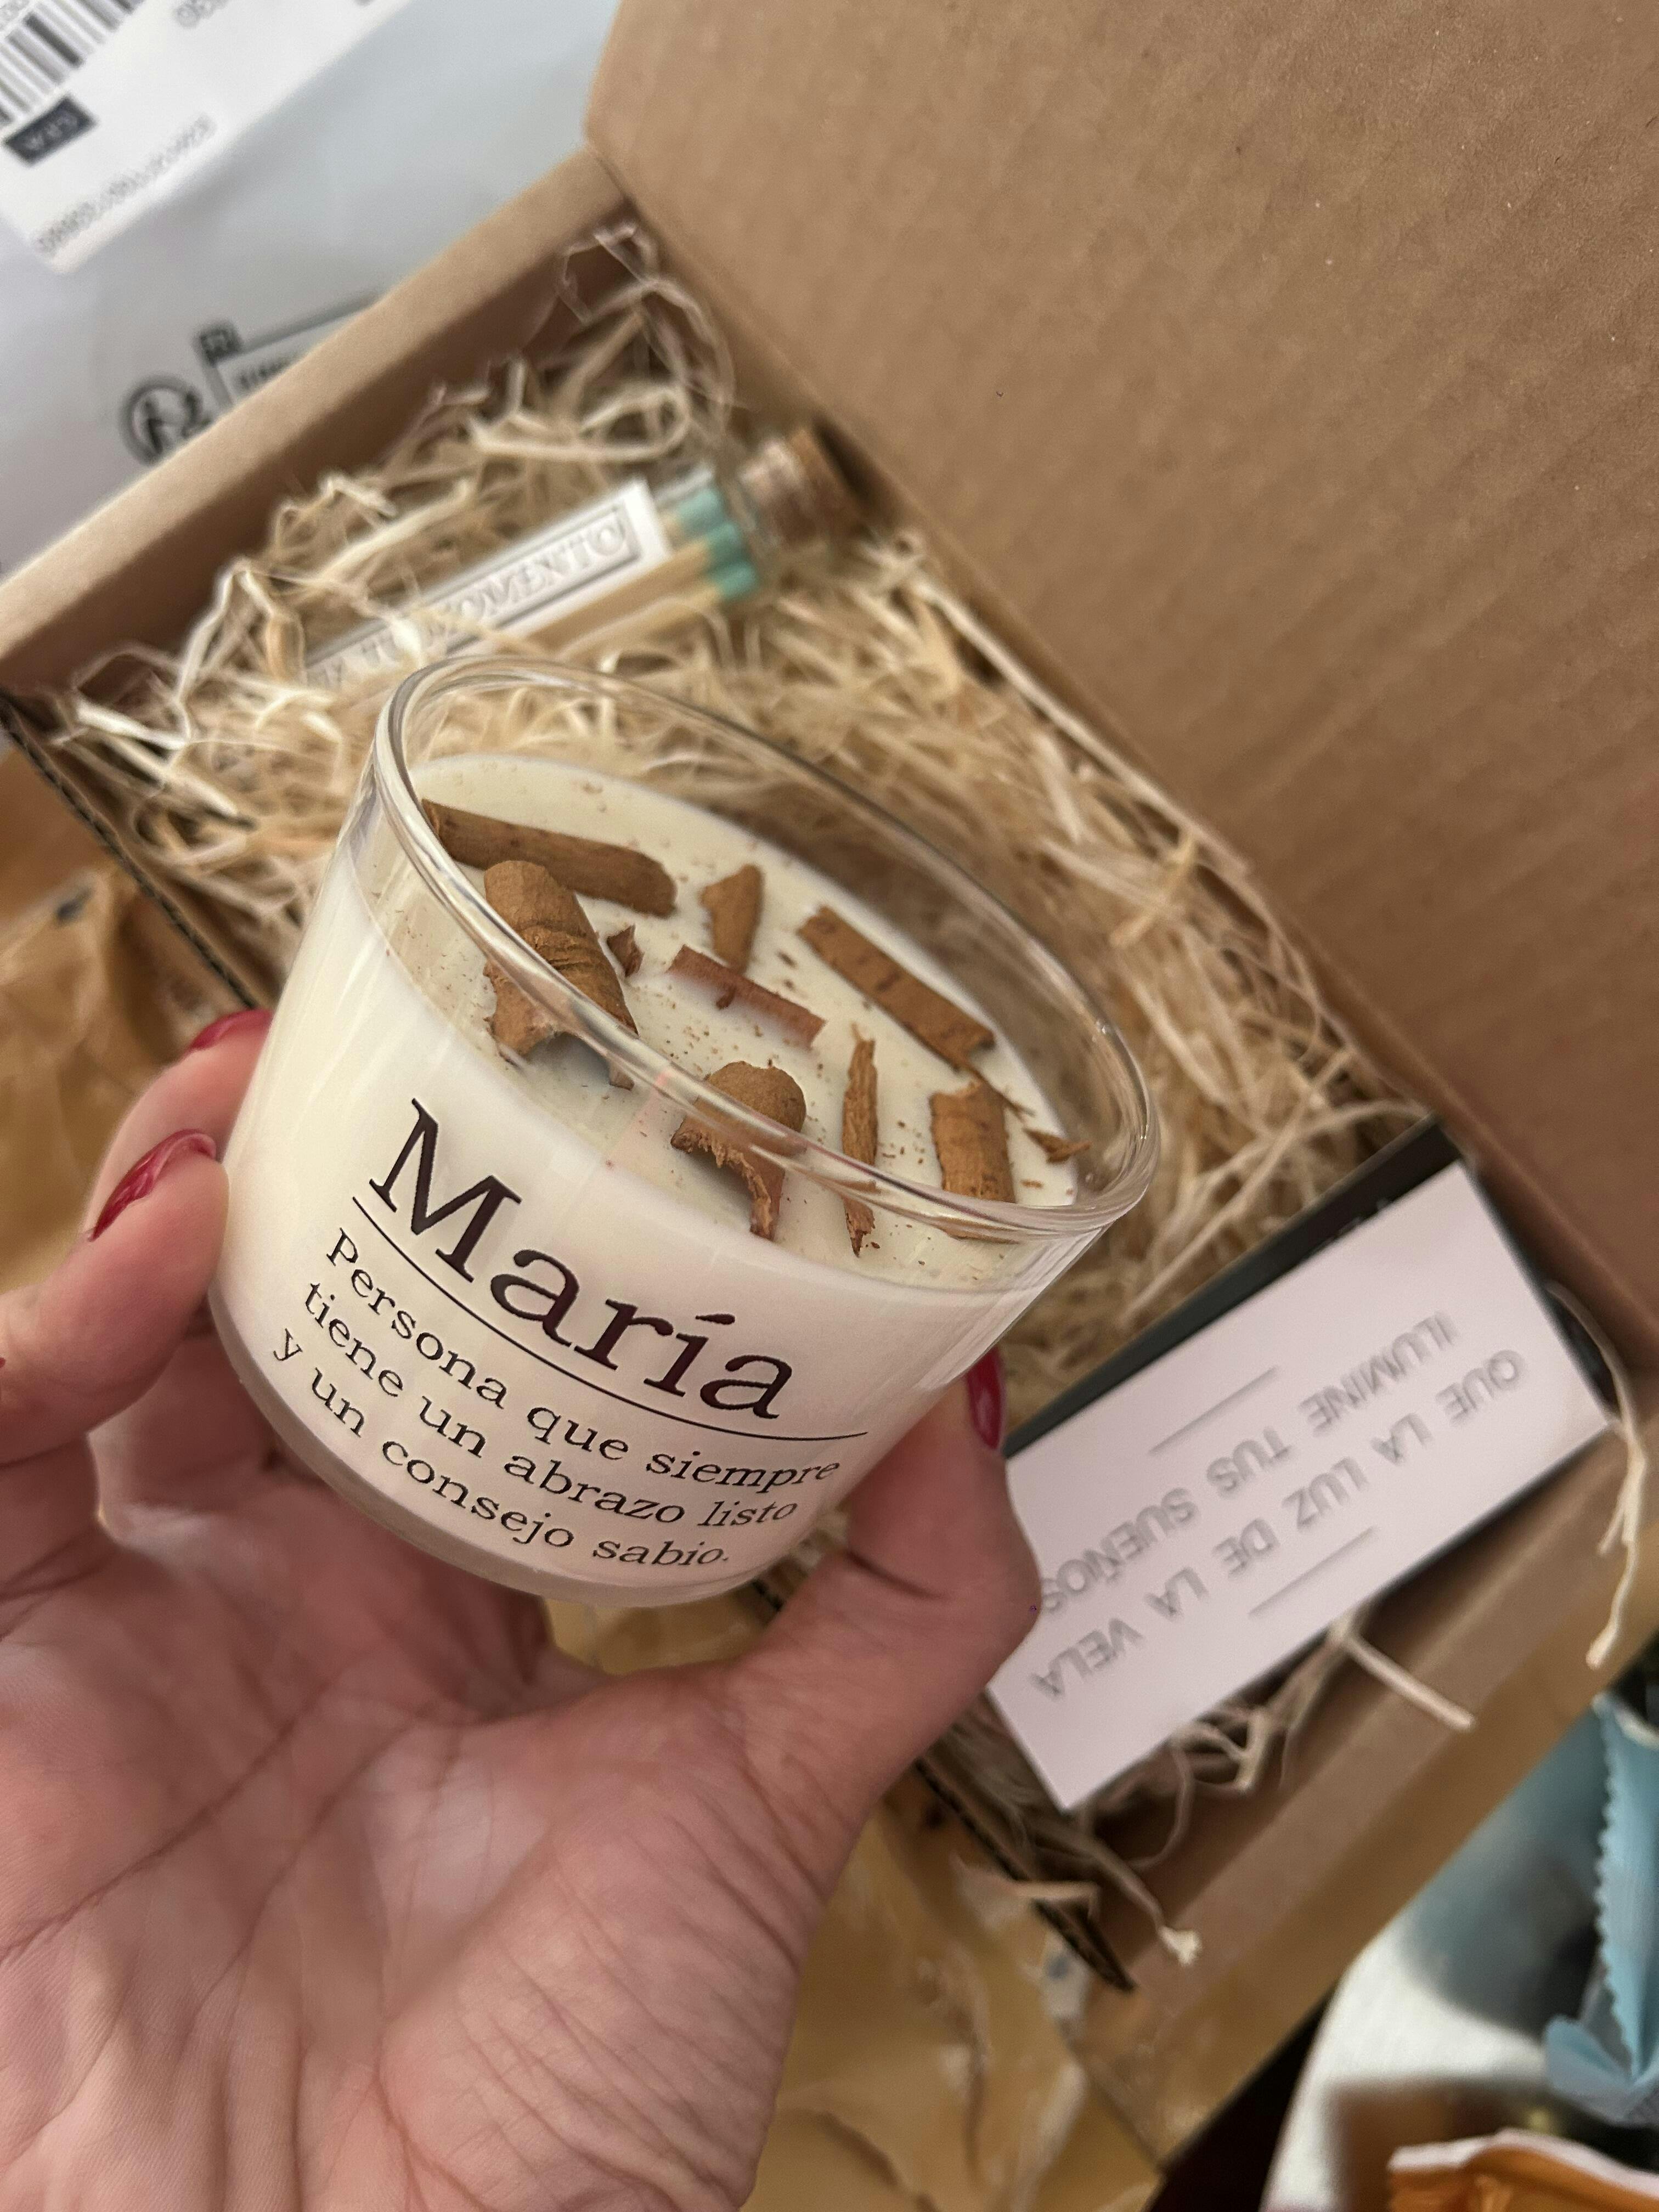 María
Persona que siempre
tiene un abrazo listo
y un consejo sabio.
MOMENTO
QUE LA LUZ DE LA VELA
ILUMINE TUS SUEÑOS